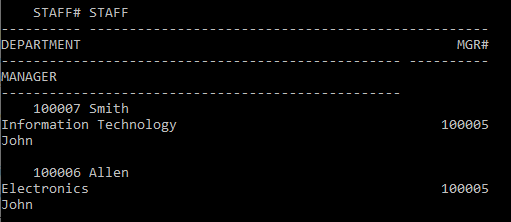 STAFF# STAFF
---------- --------------------------------------------------
DEPARTMENT MGR#
-------------------------------------------------- ----------
MANAGER
--------------------------------------------------
100007 Smith
Information Technology 100005
John
100006 Allen
Electronics 100005
John